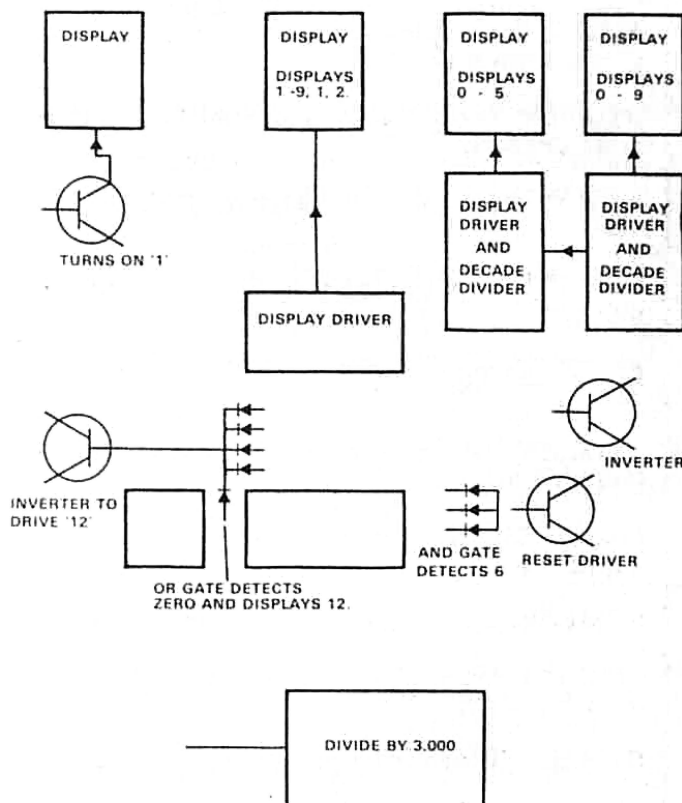 DISPLAY
DISPLAY
DISPLAYS
1 -9, 1, 2.
DISPLAY
DISPLAYS
0 - 5
DISPLAY
DISPLAYS
0 - 9
TURNS ON '1'
DISPLAY DRIVER
DISPLAY
DRIVER
AND
DECADE
DIVIDER
DISPLAY
DRIVER
AND
DECADE
DIVIDER
INVERTER
INVERTER TO
DRIVE '12'
OR GATE DETECTS
ZERO AND DISPLAYS 12.
AND GATE
DETECTS 6
RESET DRIVER
DIVIDE BY 3.000